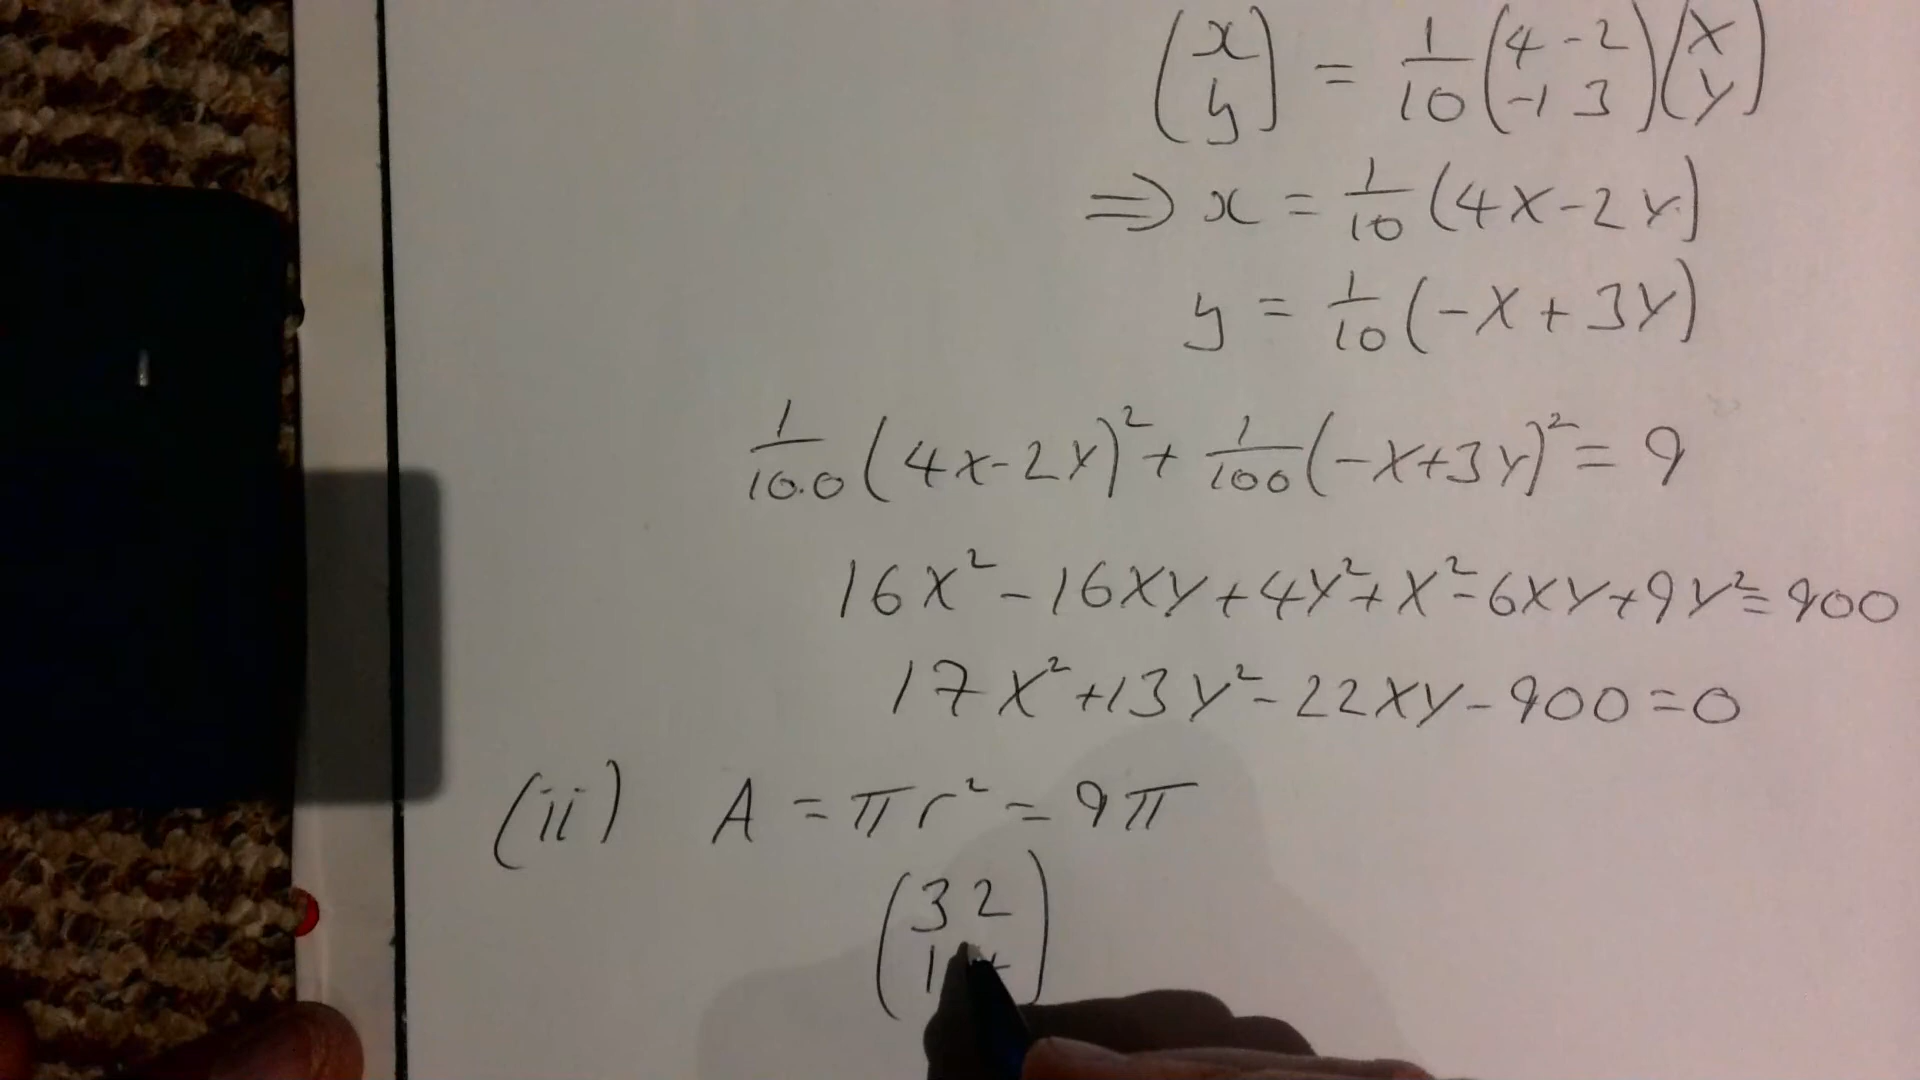 (x y) = 1/10 (4 -2 -1 3)(X Y)
⇒ x = 1/10 (4X-2Y)
y = 1/10 (-X+3Y)
1/100 (4X-2Y)² + 1/100 (-X+3Y)² = 9
16X² - 16XY + 4Y² + X² - 6XY + 9Y² = 900
17X² + 13Y² - 22XY - 900 = 0
(ii) A = πr² = 9π
(3 2
1